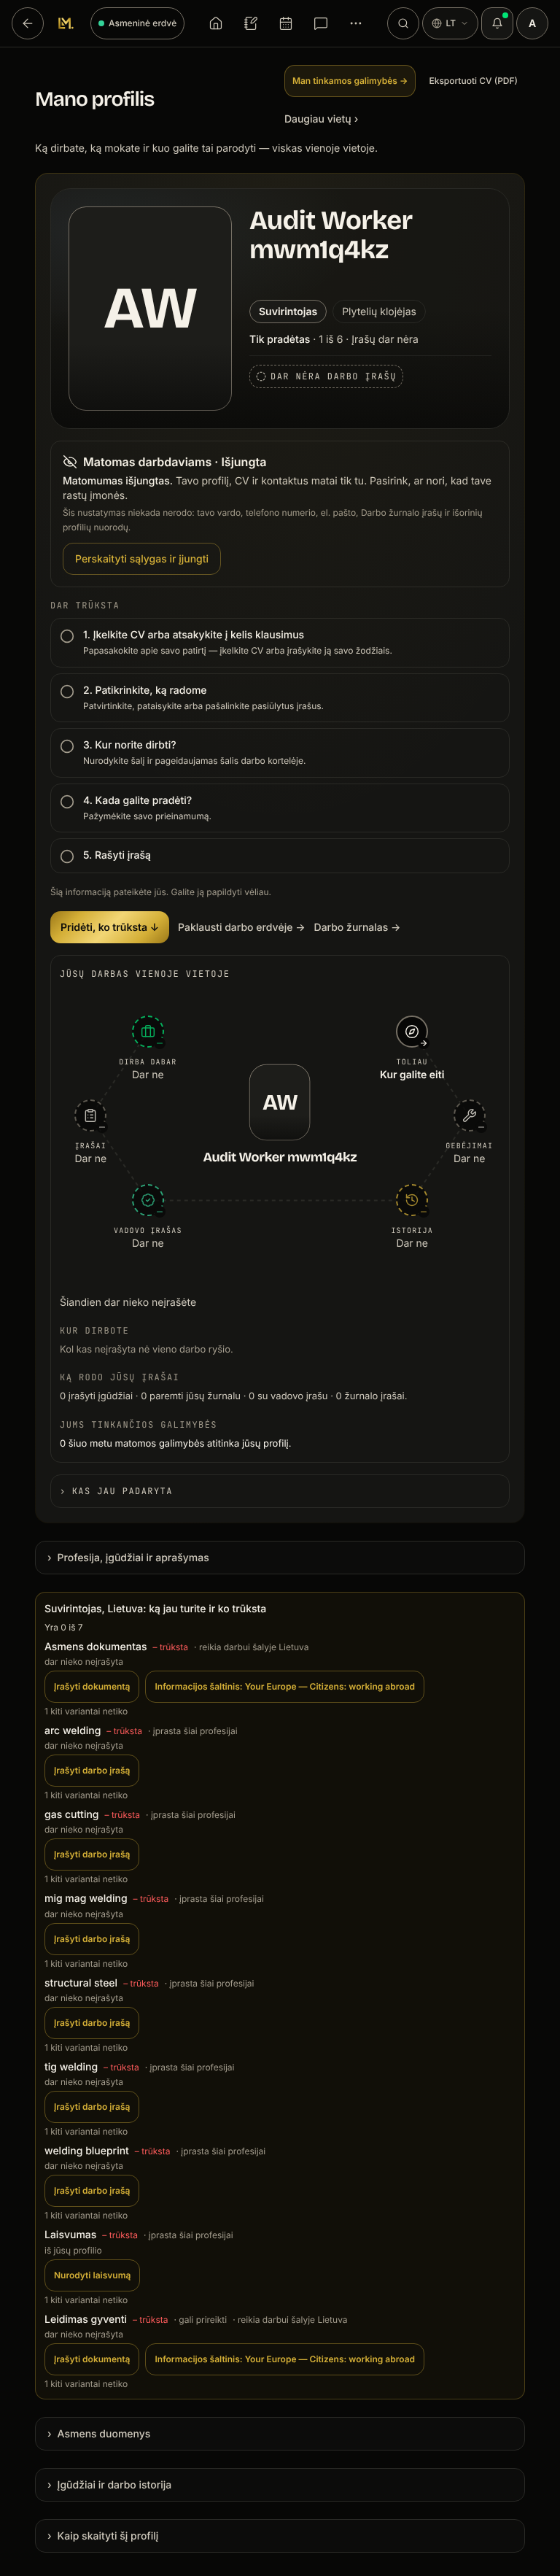 LM.
Asmeninė erdvė
LT
A
Mano profilis
Man tinkamos galimybės →
Eksportuoti CV (PDF)
Daugiau vietų ›
Ką dirbate, ką mokate ir kuo galite tai parodyti — viskas vienoje vietoje.
AW
Audit Worker
mwm1q4kz
Suvirintojas
Plytelių klojėjas
Tik pradėtas · 1 iš 6 · Įrašų dar nėra
DAR NĖRA DARBO ĮRAŠŲ
Matomas darbdaviams · Išjungta
Matomumas išjungtas. Tavo profilį, CV ir kontaktus matai tik tu. Pasirink, ar nori, kad tave
rastų įmonės.
Šis nustatymas niekada nerodo: tavo vardo, telefono numerio, el. pašto, Darbo žurnalo įrašų ir išorinių
profilių nuorodų.
Perskaityti sąlygas ir įjungti
DAR TRŪKSTA
1. Įkelkite CV arba atsakykite į kelis klausimus
Papasakokite apie savo patirtį — įkelkite CV arba įrašykite ją savo žodžiais.
2. Patikrinkite, ką radome
Patvirtinkite, pataisykite arba pašalinkite pasiūlytus įrašus.
3. Kur norite dirbti?
Nurodykite šalį ir pageidaujamas šalis darbo kortelėje.
4. Kada galite pradėti?
Pažymėkite savo prieinamumą.
5. Rašyti įrašą
Šią informaciją pateikėte jūs. Galite ją papildyti vėliau.
Pridėti, ko trūksta ↓
Paklausti darbo erdvėje →
Darbo žurnalas →
JŪSŲ DARBAS VIENOJE VIETOJE
DIRBA DABAR
Dar ne
TOLIAU
Kur galite eiti
AW
ĮRAŠAI
Dar ne
GEBĖJIMAI
Dar ne
Audit Worker mwm1q4kz
VADOVO ĮRAŠAS
Dar ne
ISTORIJA
Dar ne
Šiandien dar nieko neįrašėte
KUR DIRBOTE
Kol kas neįrašyta nė vieno darbo ryšio.
KĄ RODO JŪSŲ ĮRAŠAI
0 įrašyti įgūdžiai · 0 paremti jūsų žurnalu · 0 su vadovo įrašu · 0 žurnalo įrašai.
JUMS TINKANČIOS GALIMYBĖS
0 šiuo metu matomos galimybės atitinka jūsų profilį.
› KAS JAU PADARYTA
› Profesija, įgūdžiai ir aprašymas
Suvirintojas, Lietuva: ką jau turite ir ko trūksta
Yra 0 iš 7
Asmens dokumentas – trūksta · reikia darbui šalyje Lietuva
dar nieko neįrašyta
Įrašyti dokumentą
Informacijos šaltinis: Your Europe — Citizens: working abroad
1 kiti variantai netiko
arc welding – trūksta · įprasta šiai profesijai
dar nieko neįrašyta
Įrašyti darbo įrašą
1 kiti variantai netiko
gas cutting – trūksta · įprasta šiai profesijai
dar nieko neįrašyta
Įrašyti darbo įrašą
1 kiti variantai netiko
mig mag welding – trūksta · įprasta šiai profesijai
dar nieko neįrašyta
Įrašyti darbo įrašą
1 kiti variantai netiko
structural steel – trūksta · įprasta šiai profesijai
dar nieko neįrašyta
Įrašyti darbo įrašą
1 kiti variantai netiko
tig welding – trūksta · įprasta šiai profesijai
dar nieko neįrašyta
Įrašyti darbo įrašą
1 kiti variantai netiko
welding blueprint – trūksta · įprasta šiai profesijai
dar nieko neįrašyta
Įrašyti darbo įrašą
1 kiti variantai netiko
Laisvumas – trūksta · įprasta šiai profesijai
iš jūsų profilio
Nurodyti laisvumą
1 kiti variantai netiko
Leidimas gyventi – trūksta · gali prireikti · reikia darbui šalyje Lietuva
dar nieko neįrašyta
Įrašyti dokumentą
Informacijos šaltinis: Your Europe — Citizens: working abroad
1 kiti variantai netiko
› Asmens duomenys
› Įgūdžiai ir darbo istorija
› Kaip skaityti šį profilį